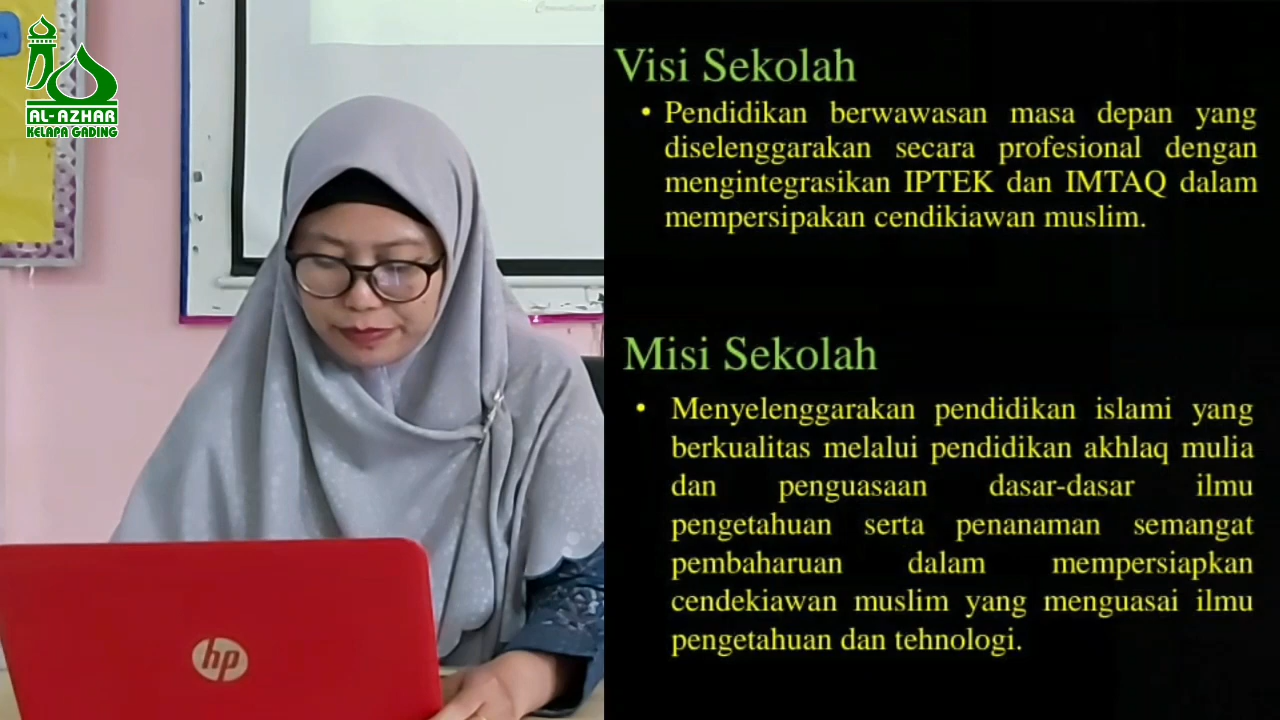 Commitment
AL-AZHAR
KELAPA GADING
Visi Sekolah
• Pendidikan berwawasan masa depan yang
diselenggarakan secara profesional dengan
mengintegrasikan IPTEK dan IMTAQ dalam
mempersipakan cendikiawan muslim.
Misi Sekolah
• Menyelenggarakan pendidikan islami yang
berkualitas melalui pendidikan akhlaq mulia
dan penguasaan dasar-dasar ilmu
pengetahuan serta penanaman semangat
pembaharuan dalam mempersiapkan
cendekiawan muslim yang menguasai ilmu
pengetahuan dan tehnologi.
hp